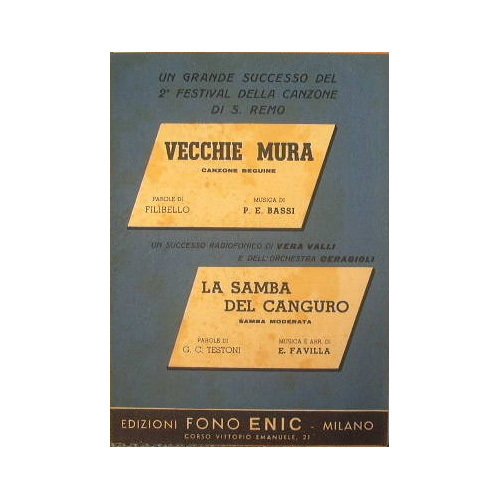 UN GRANDE SUCCESSO DEL
2° FESTIVAL DELLA CANZONE
DI S. REMO
VECCHIE MURA
CANZONE BEGUINE
PAROLE DI
FILIBELLO
MUSICA DI
P. E. BASSI
UN SUCCESSO RADIOFONICO DI VERA VALLI
E DELL'ORCHESTRA CERAGIOLI
LA SAMBA
DEL CANGURO
SAMBA MODERATA
PAROLE DI
G. C. TESTONI
MUSICA E ARR. DI
E. FAVILLA
EDIZIONI FONO ENIC - MILANO
CORSO VITTORIO EMANUELE, 21